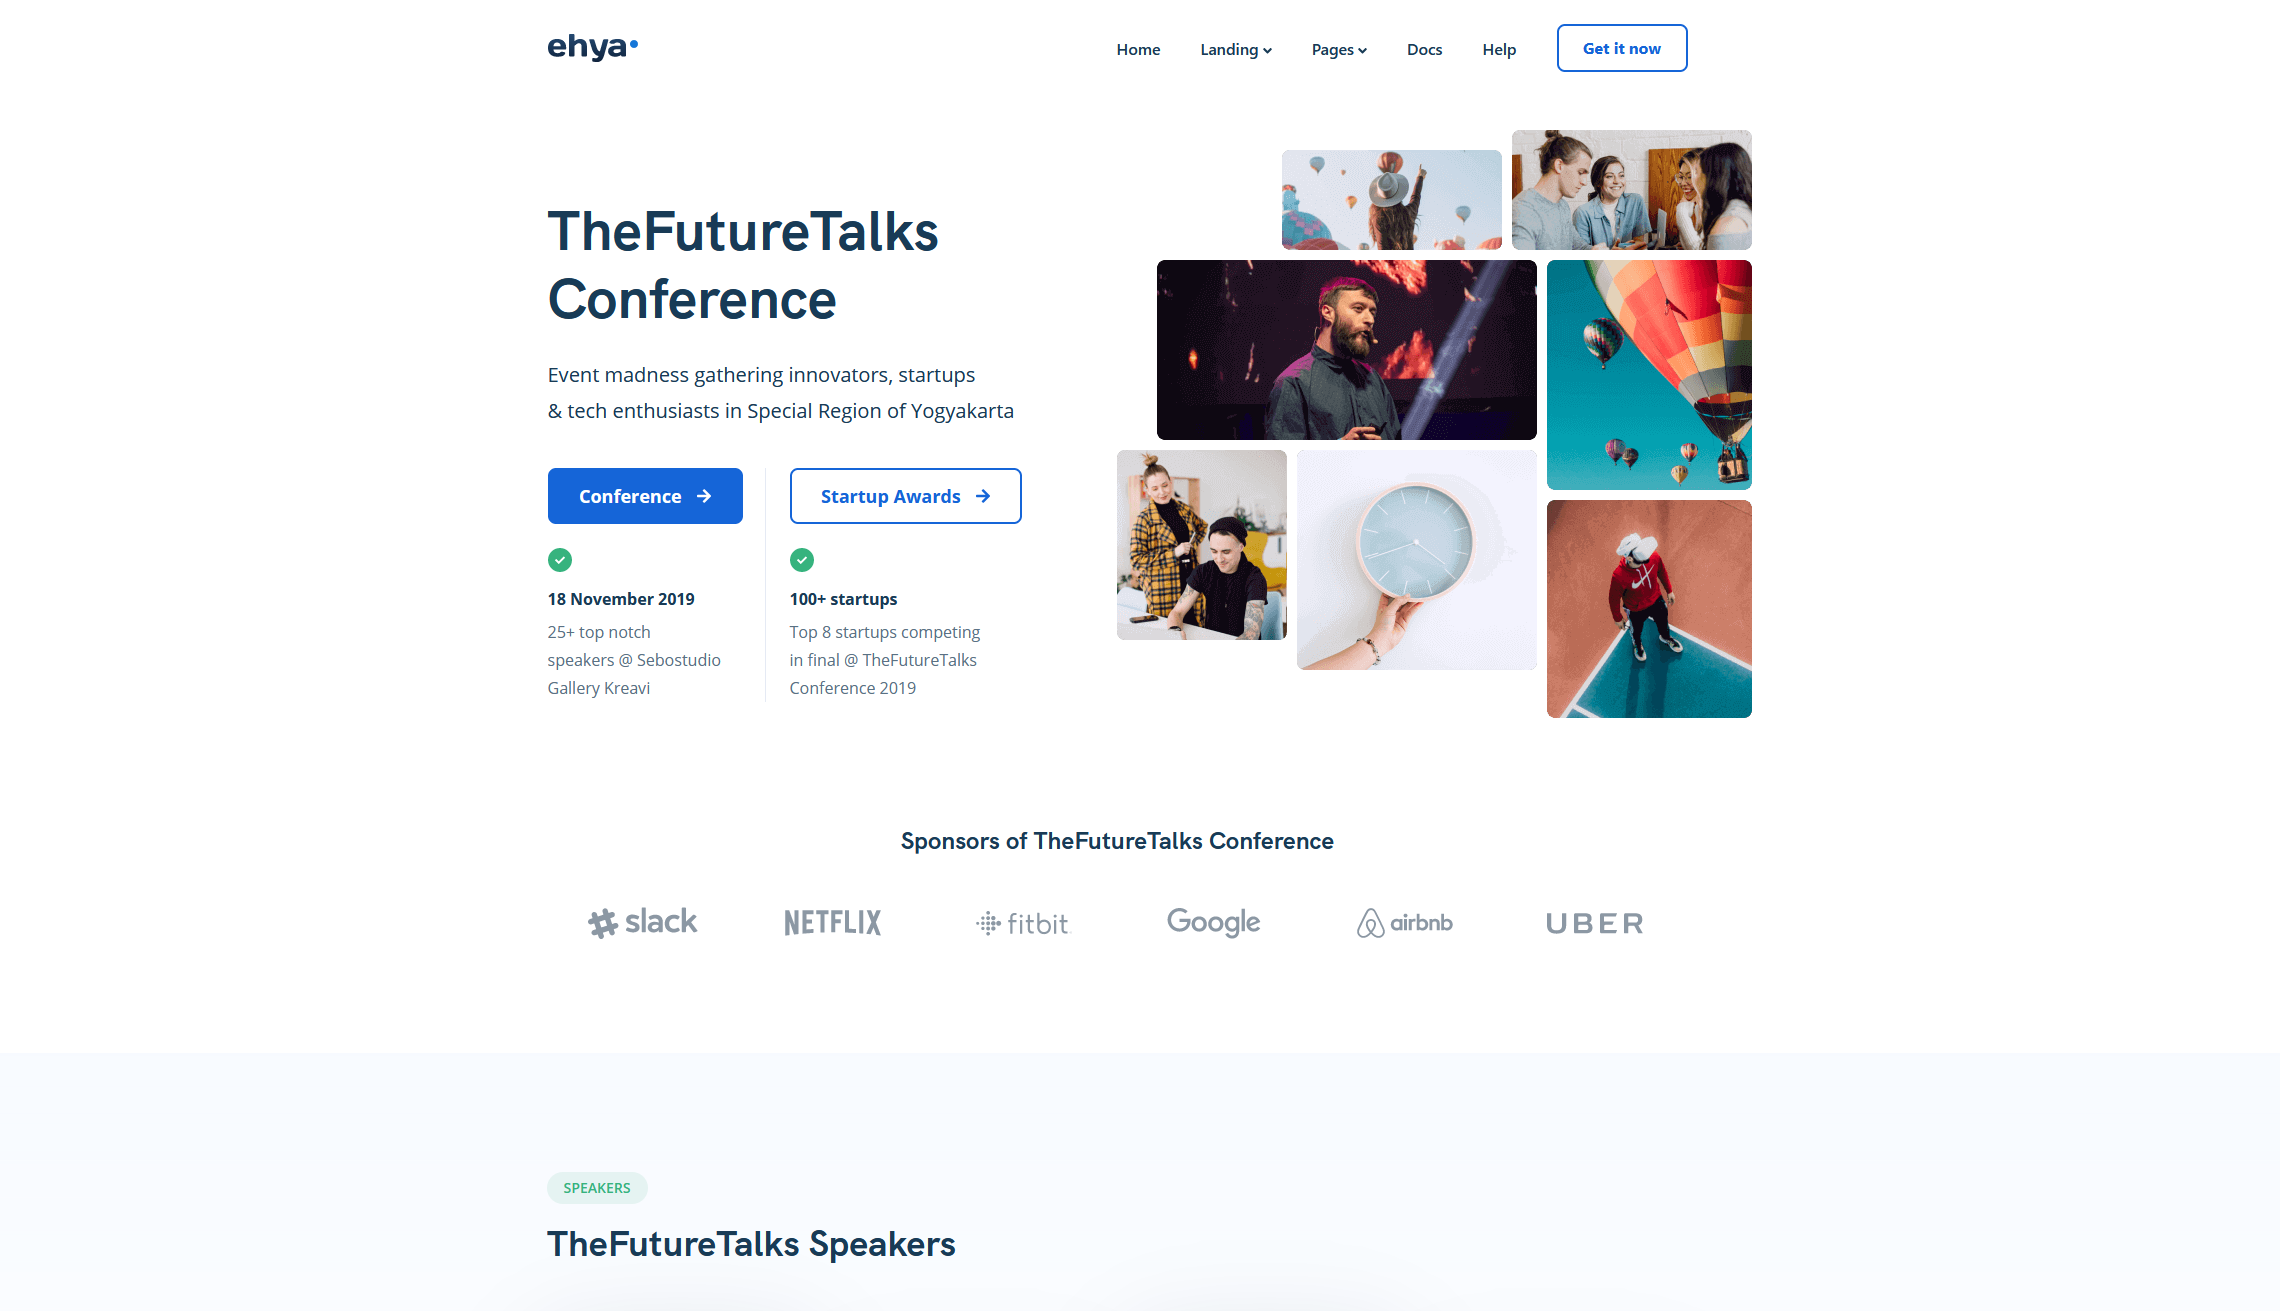 ehya
Home
Landing
Pages
Docs
Help
Get it now
TheFutureTalks
Conference
Event madness gathering innovators, startups
& tech enthusiasts in Special Region of Yogyakarta
Conference
Startup Awards
18 November 2019
25+ top notch
speakers @ Sebostudio
Gallery Kreavi
100+ startups
Top 8 startups competing
in final @ TheFutureTalks
Conference 2019
Sponsors of TheFutureTalks Conference
slack
NETFLIX
fitbit
Google
airbnb
UBER
SPEAKERS
TheFutureTalks Speakers